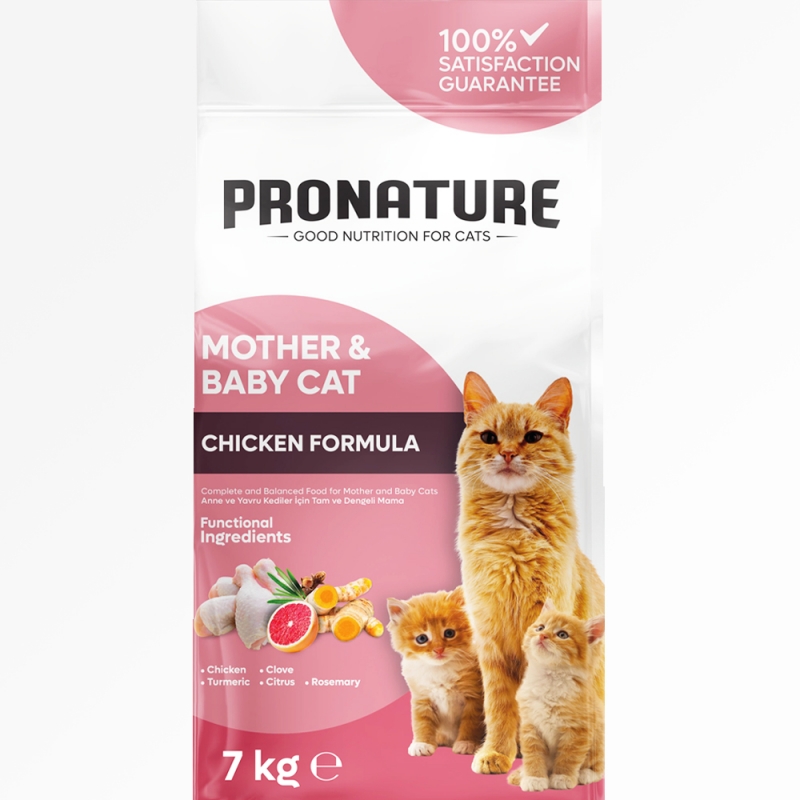 100%
SATISFACTION
GUARANTEE
PRONATURE
GOOD NUTRITION FOR CATS
MOTHER &
BABY CAT
CHICKEN FORMULA
Complete and Balanced Food for Mother and Baby Cats
Anne ve Yavru Kediler İçin Tam ve Dengeli Mama
Functional
Ingredients
• Chicken • Clove
• Turmeric • Citrus • Rosemary
7 kg ℮